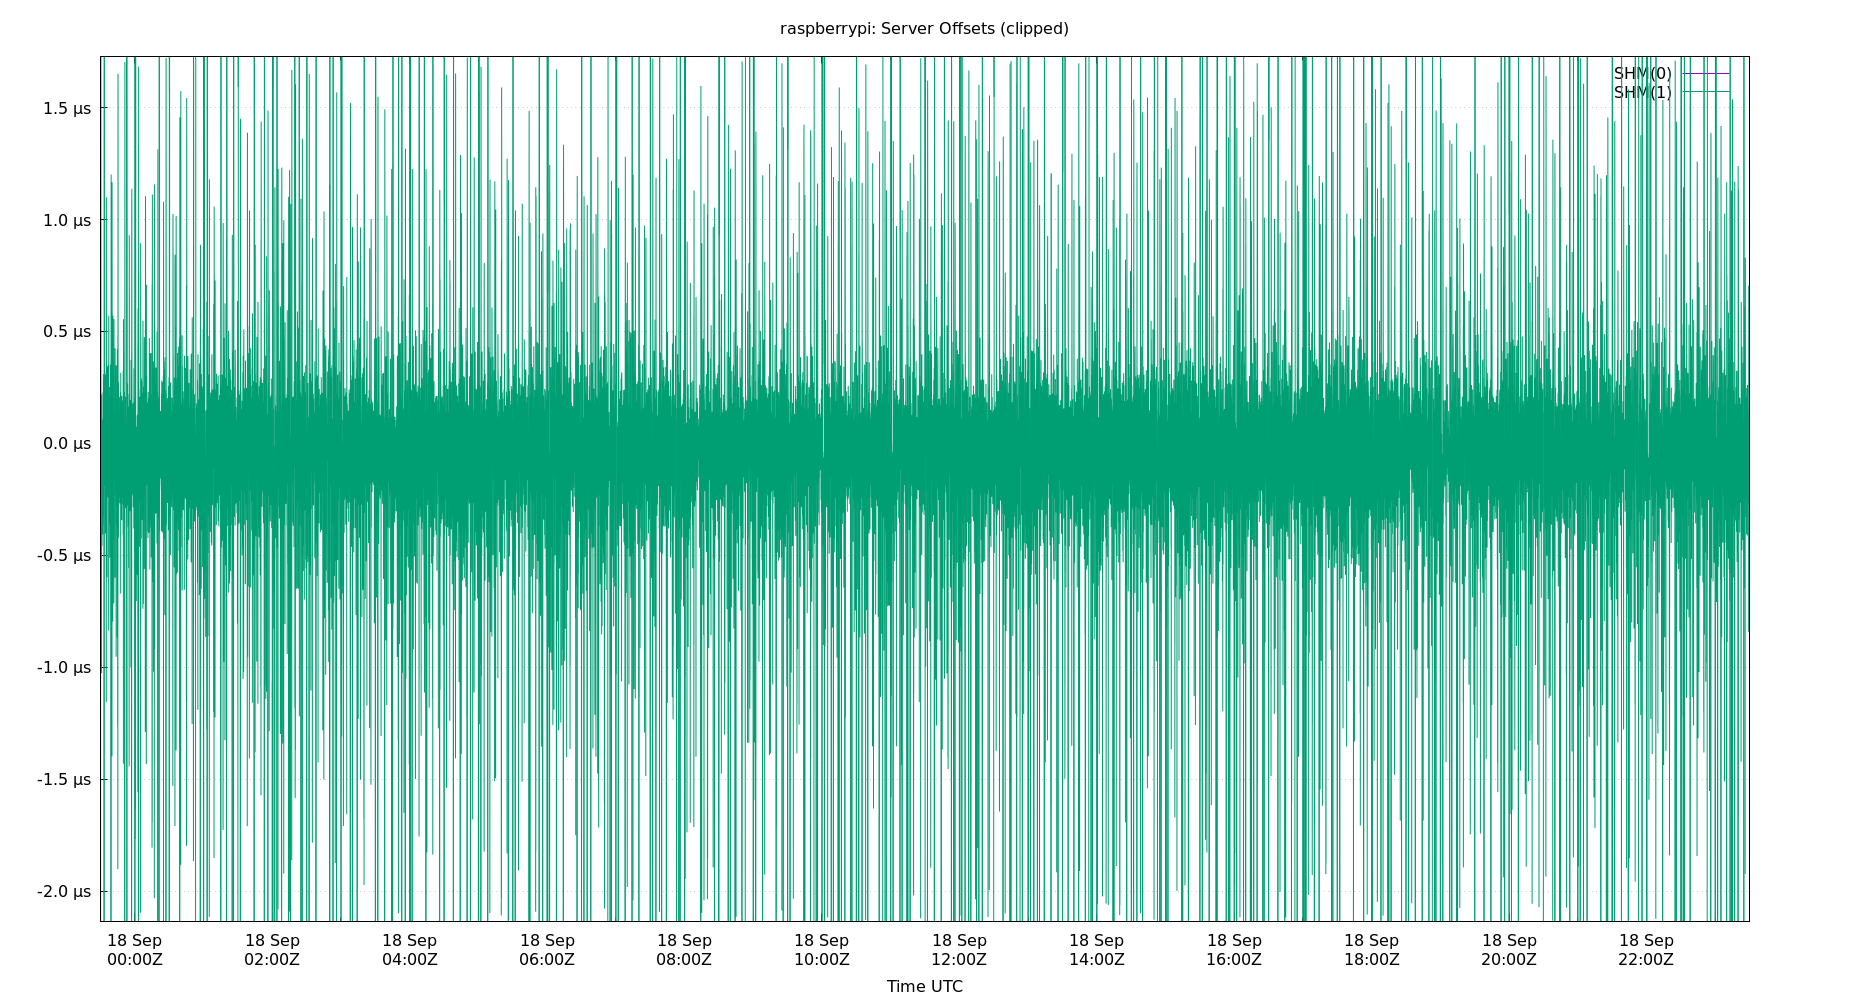 raspberrypi: Server Offsets (clipped)
SHM(0)
SHM(1)
1.5 µs
1.0 µs
0.5 µs
0.0 µs
-0.5 µs
-1.0 µs
-1.5 µs
-2.0 µs
18 Sep 18 Sep 18 Sep 18 Sep 18 Sep 18 Sep 18 Sep 18 Sep 18 Sep 18 Sep 18 Sep 18 Sep
00:00Z 02:00Z 04:00Z 06:00Z 08:00Z 10:00Z 12:00Z 14:00Z 16:00Z 18:00Z 20:00Z 22:00Z
Time UTC